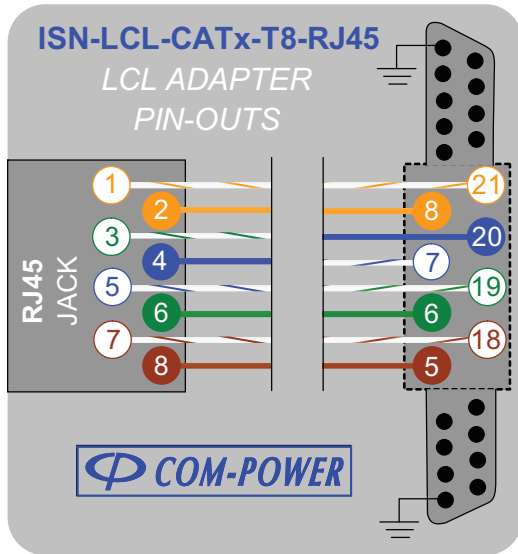 ISN-LCL-CATx-T8-RJ45
LCL ADAPTER
PIN-OUTS
RJ45
JACK
1
21
2
8
3
20
4
7
5
19
6
6
7
18
8
5
COM-POWER